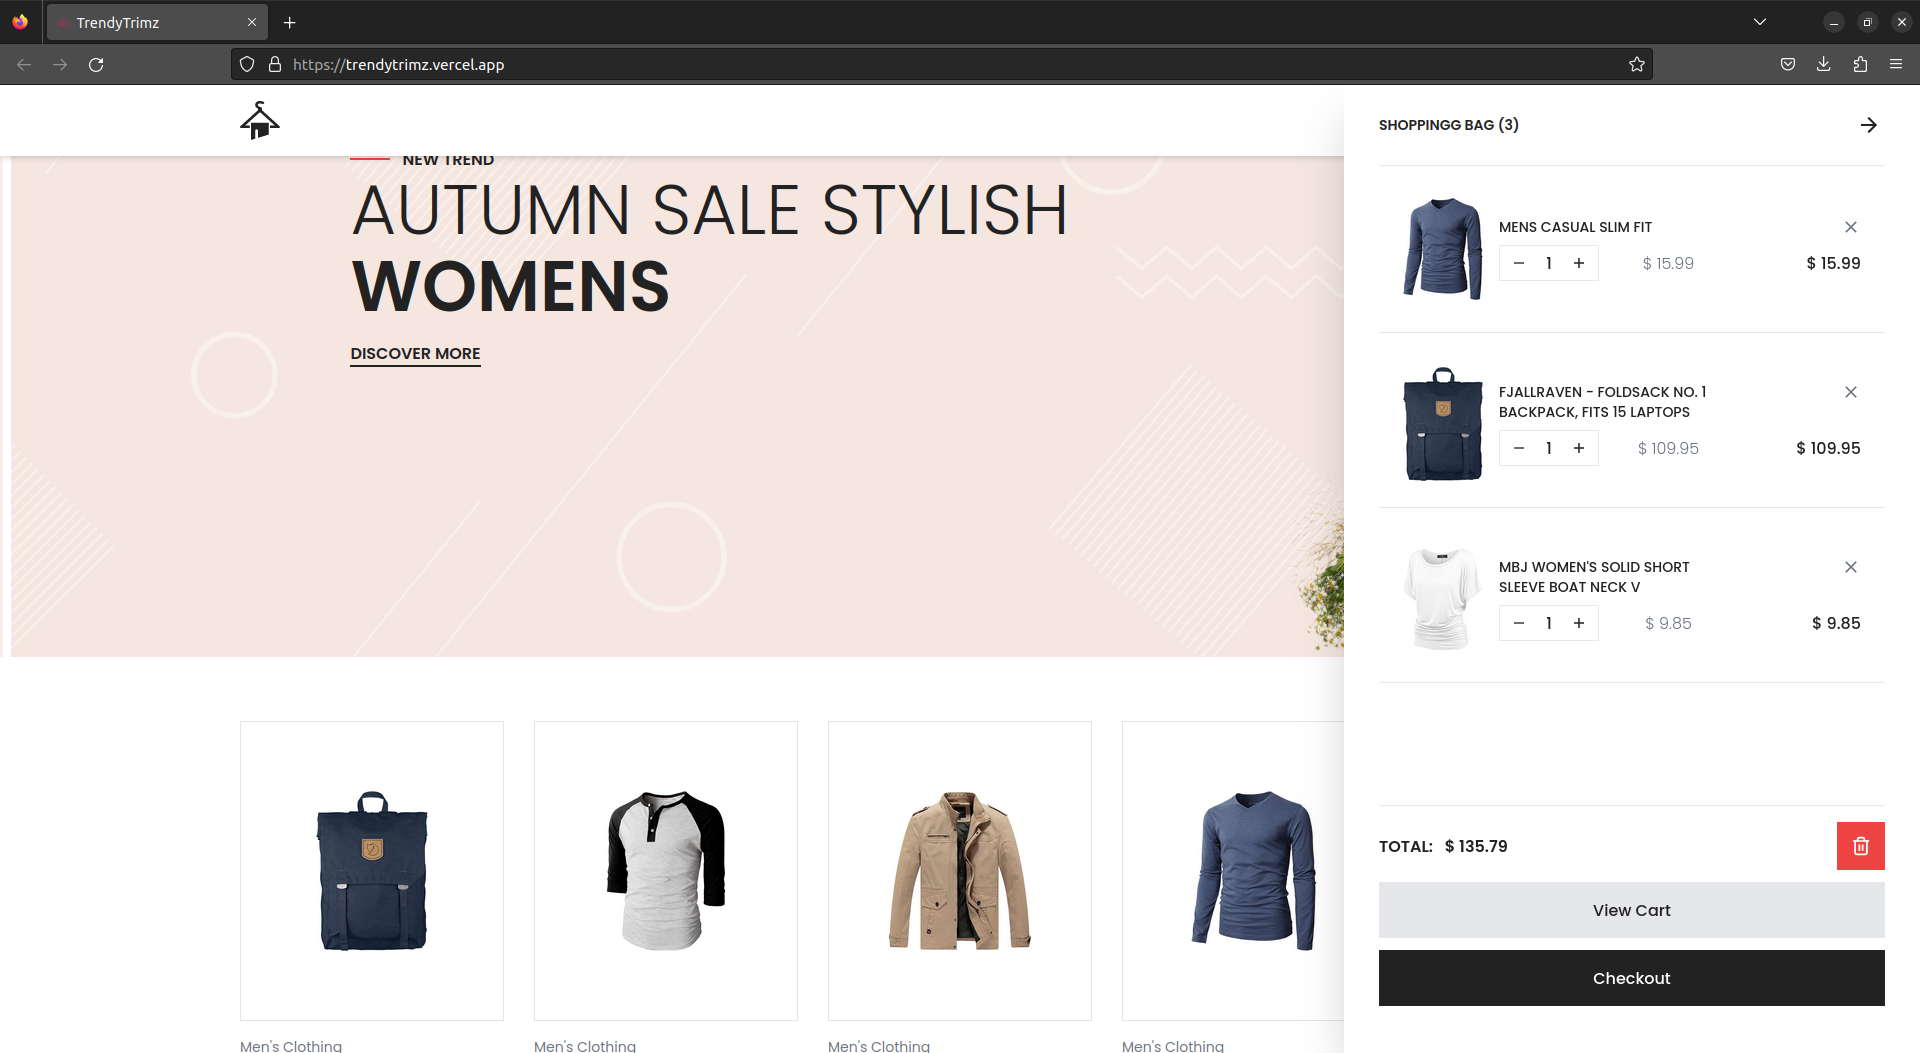 TrendyTrimz
https://trendytrimz.vercel.app
NEW TREND
AUTUMN SALE STYLISH
WOMENS
DISCOVER MORE
Men's Clothing
Men's Clothing
Men's Clothing
Men's Clothing
SHOPPINGG BAG (3)
MENS CASUAL SLIM FIT
− 1 + $ 15.99 $ 15.99
FJALLRAVEN - FOLDSACK NO. 1
BACKPACK, FITS 15 LAPTOPS
− 1 + $ 109.95 $ 109.95
MBJ WOMEN'S SOLID SHORT
SLEEVE BOAT NECK V
− 1 + $ 9.85 $ 9.85
TOTAL: $ 135.79
View Cart
Checkout